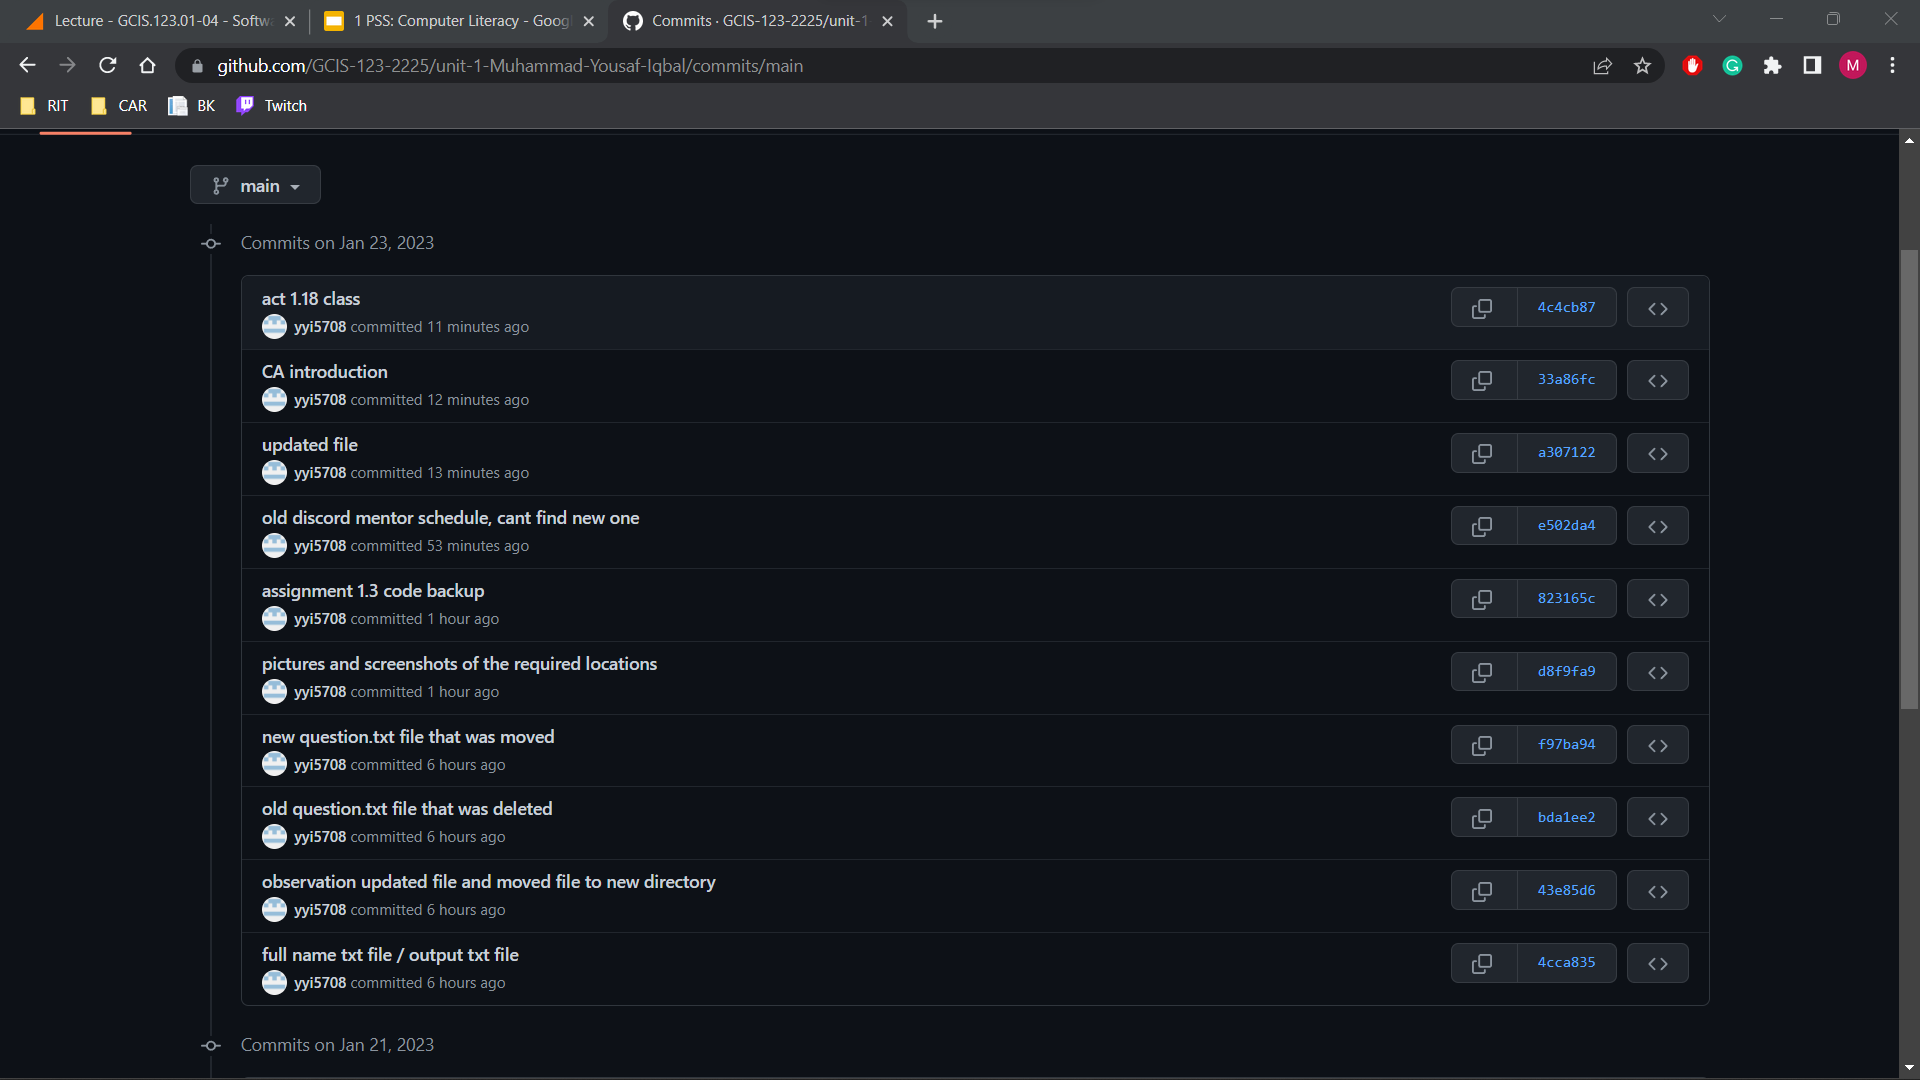 Lecture - GCIS.123.01-04 - Softw
1 PSS: Computer Literacy - Goog
Commits · GCIS-123-2225/unit-1
github.com/GCIS-123-2225/unit-1-Muhammad-Yousaf-Iqbal/commits/main
M
RIT
CAR
BK
Twitch
main
Commits on Jan 23, 2023
act 1.18 class
yyi5708 committed 11 minutes ago
4c4cb87
CA introduction
yyi5708 committed 12 minutes ago
33a86fc
updated file
yyi5708 committed 13 minutes ago
a307122
old discord mentor schedule, cant find new one
yyi5708 committed 53 minutes ago
e502da4
assignment 1.3 code backup
yyi5708 committed 1 hour ago
823165c
pictures and screenshots of the required locations
yyi5708 committed 1 hour ago
d8f9fa9
new question.txt file that was moved
yyi5708 committed 6 hours ago
f97ba94
old question.txt file that was deleted
yyi5708 committed 6 hours ago
bda1ee2
observation updated file and moved file to new directory
yyi5708 committed 6 hours ago
43e85d6
full name txt file / output txt file
yyi5708 committed 6 hours ago
4cca835
Commits on Jan 21, 2023